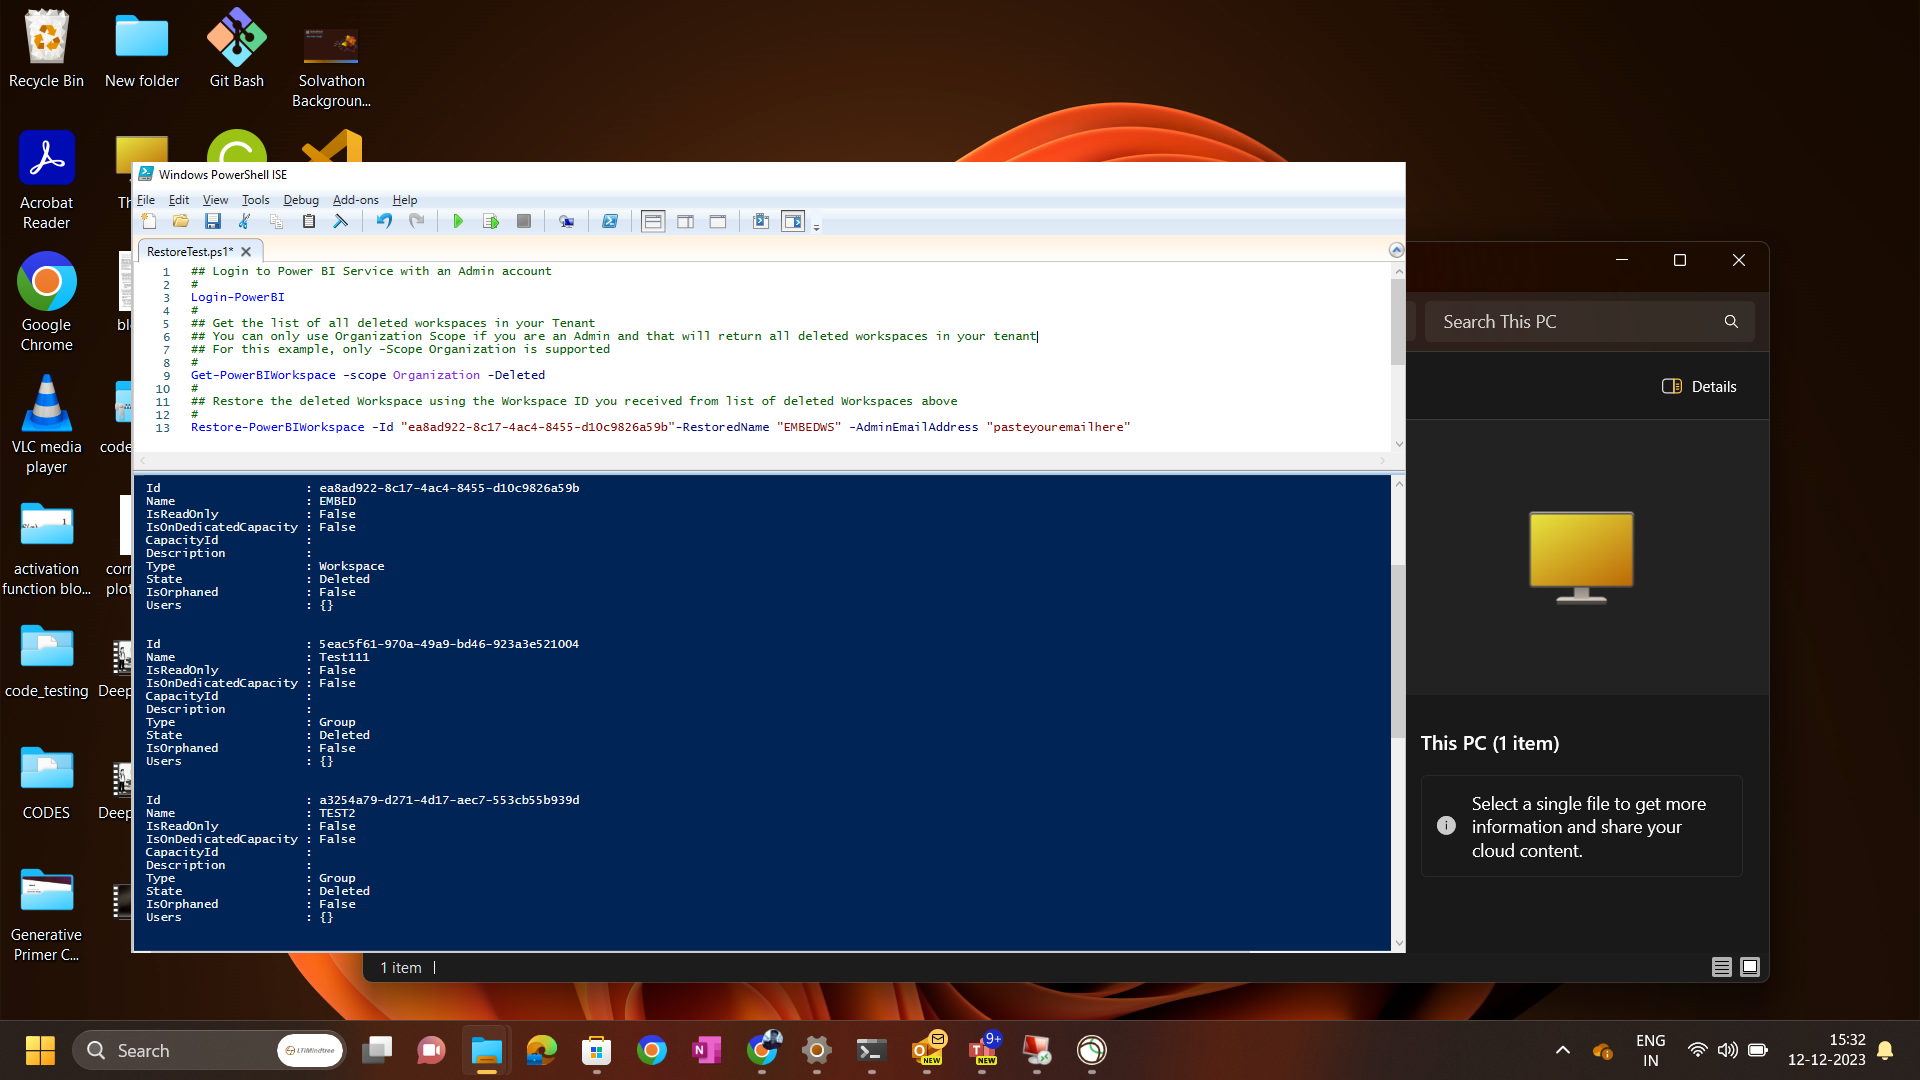 Recycle Bin
New folder
Git Bash
Solvathon
Backgroun...
Acrobat
Reader
Th
Google
Chrome
blo
VLC media
player
code
activation
function blo...
corr
plot
code_testing
Deep
CODES
Deep
Generative
Primer C...
Windows PowerShell ISE
File Edit View Tools Debug Add-ons Help
RestoreTest.ps1*
1 ## Login to Power BI Service with an Admin account
2 #
3 Login-PowerBI
4 #
5 ## Get the list of all deleted workspaces in your Tenant
6 ## You can only use Organization Scope if you are an Admin and that will return all deleted workspaces in your tenant
7 ## For this example, only -Scope Organization is supported
8 #
9 Get-PowerBIWorkspace -scope Organization -Deleted
10 #
11 ## Restore the deleted Workspace using the Workspace ID you received from list of deleted Workspaces above
12 #
13 Restore-PowerBIWorkspace -Id "ea8ad922-8c17-4ac4-8455-d10c9826a59b"-RestoredName "EMBEDWS" -AdminEmailAddress "pasteyouremailhere"
Id : ea8ad922-8c17-4ac4-8455-d10c9826a59b
Name : EMBED
IsReadOnly : False
IsOnDedicatedCapacity : False
CapacityId :
Description :
Type : Workspace
State : Deleted
IsOrphaned : False
Users : {}
Id : 5eac5f61-970a-49a9-bd46-923a3e521004
Name : Test111
IsReadOnly : False
IsOnDedicatedCapacity : False
CapacityId :
Description :
Type : Group
State : Deleted
IsOrphaned : False
Users : {}
Id : a3254a79-d271-4d17-aec7-553cb55b939d
Name : TEST2
IsReadOnly : False
IsOnDedicatedCapacity : False
CapacityId :
Description :
Type : Group
State : Deleted
IsOrphaned : False
Users : {}
Search This PC
Details
This PC (1 item)
Select a single file to get more
information and share your
cloud content.
1 item
Search
LTIMindtree
NEW
9+
NEW
ENG
IN
15:32
12-12-2023